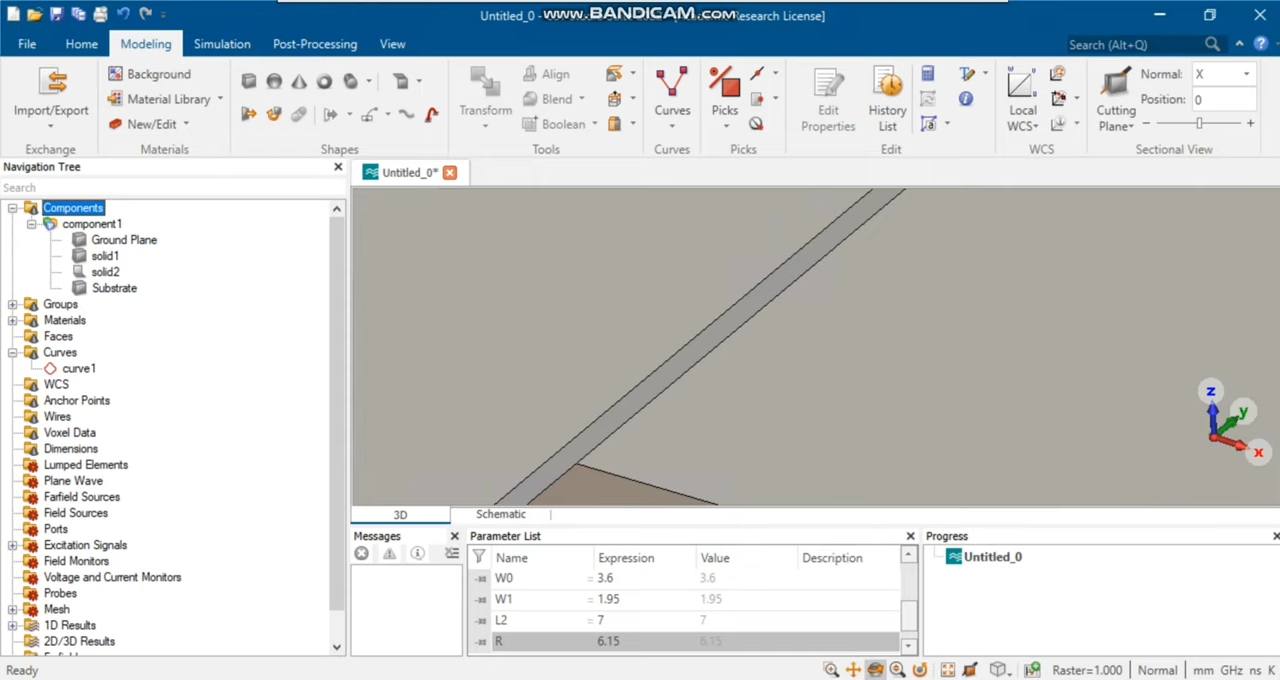 Untitled_0 - www.BANDICAM.com Research License]
File Home Modeling Simulation Post-Processing View Search (Alt+Q)
Import/Export
Exchange
Background
Material Library
New/Edit
Materials
Shapes
Transform
Align
Blend
Boolean
Tools
Curves
Curves
Picks
Picks
Edit
Properties
History
List
Edit
Local
WCS
WCS
Cutting
Plane
Normal: X
Position: 0
Sectional View
Navigation Tree
Search
Components
component1
Ground Plane
solid1
solid2
Substrate
Groups
Materials
Faces
Curves
curve1
WCS
Anchor Points
Wires
Voxel Data
Dimensions
Lumped Elements
Plane Wave
Farfield Sources
Field Sources
Ports
Excitation Signals
Field Monitors
Voltage and Current Monitors
Probes
Mesh
1D Results
2D/3D Results
Untitled_0*
z
y
x
3D Schematic
Messages
Parameter List
Name Expression Value Description
W0 = 3.6 3.6
W1 = 1.95 1.95
L2 = 7 7
R 6.15 6.15
Progress
Untitled_0
Ready
Raster=1.000 Normal mm GHz ns K